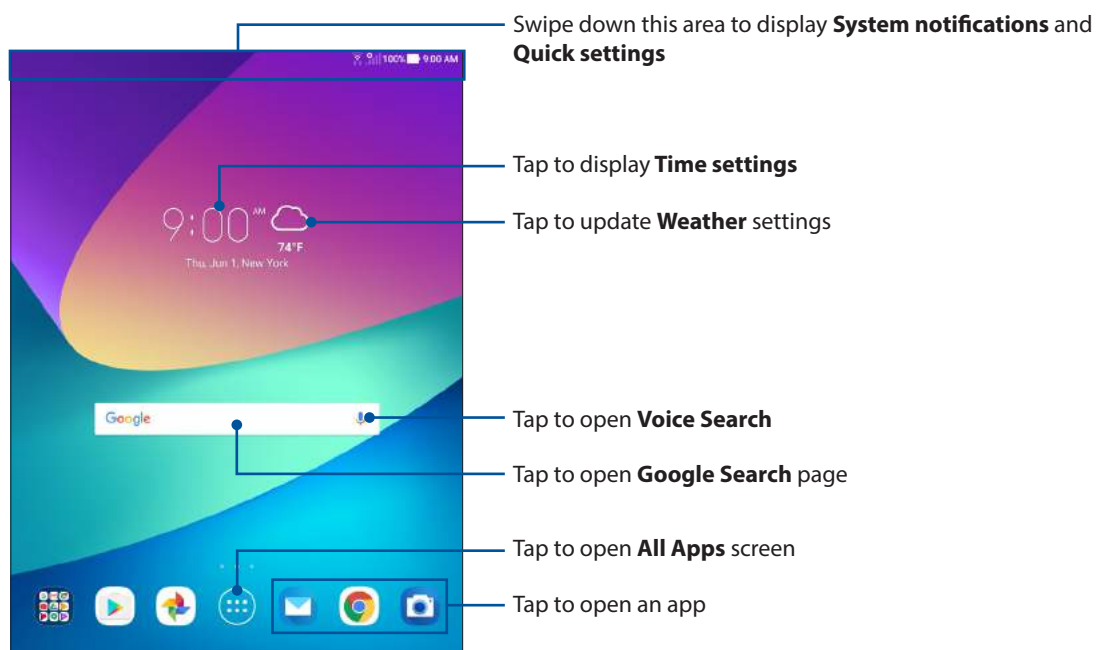 Swipe down this area to display System notifications and
Quick settings
100% 9:00 AM
Tap to display Time settings
Tap to update Weather settings
9:00 AM
74°F
Thu, Jun 1, New York
Google
Tap to open Voice Search
Tap to open Google Search page
Tap to open All Apps screen
Tap to open an app